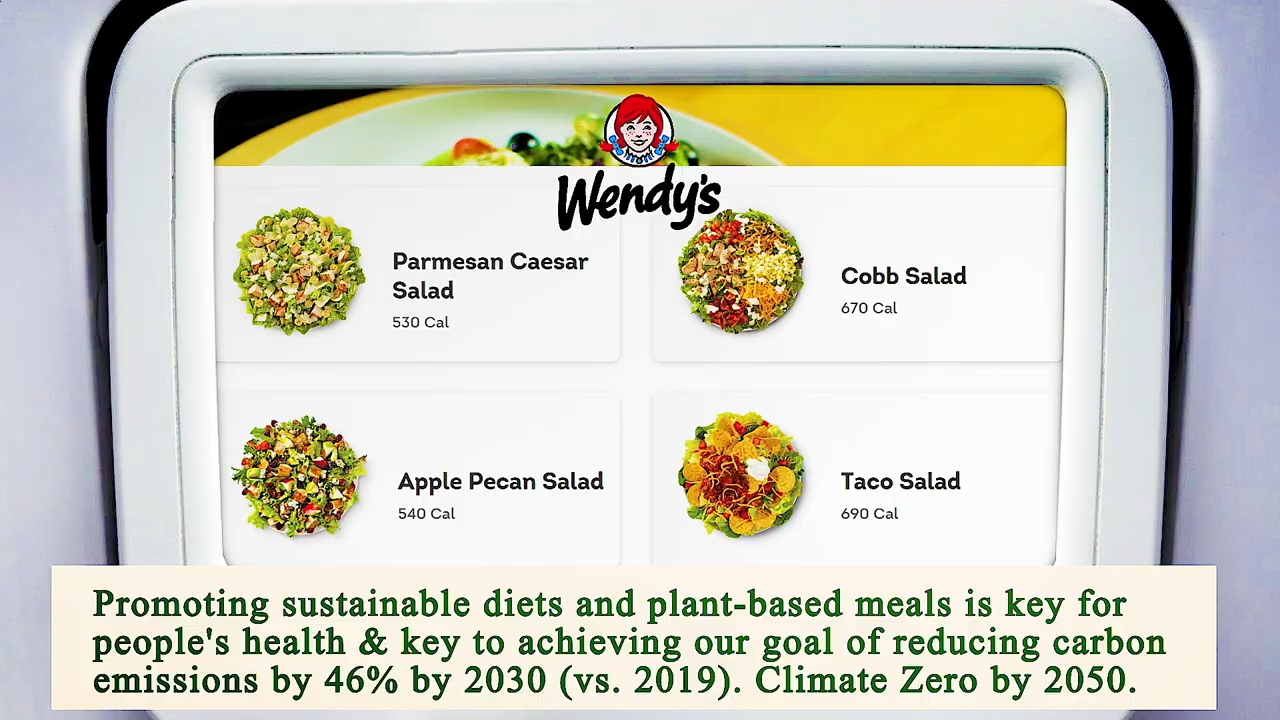 Wendy's
Parmesan Caesar
Salad
530 Cal
Cobb Salad
670 Cal
Apple Pecan Salad
540 Cal
Taco Salad
690 Cal
Promoting sustainable diets and plant-based meals is key for
people's health & key to achieving our goal of reducing carbon
emissions by 46% by 2030 (vs. 2019). Climate Zero by 2050.